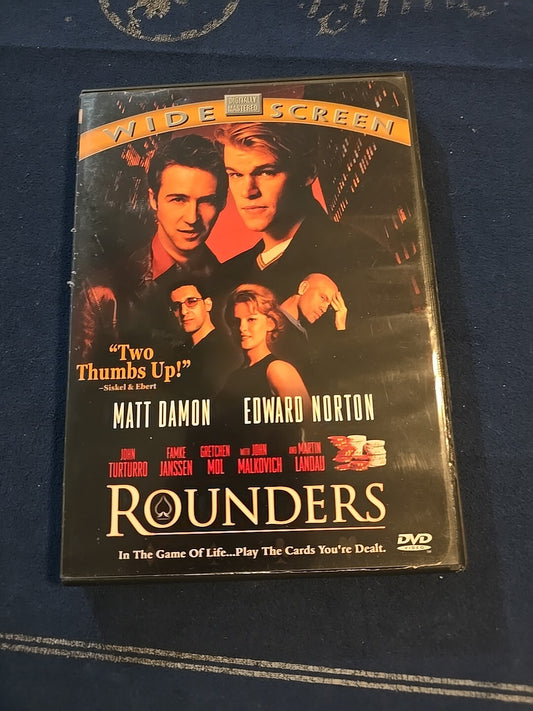 DIGITALLY
MASTERED
WIDE SCREEN
"Two
Thumbs Up!"
–Siskel & Ebert
MATT DAMON EDWARD NORTON
JOHN TURTURRO FAMKE JANSSEN GRETCHEN MOL WITH JOHN MALKOVICH AND MARTIN LANDAU
ROUNDERS
In The Game Of Life...Play The Cards You're Dealt.
DVD
VIDEO